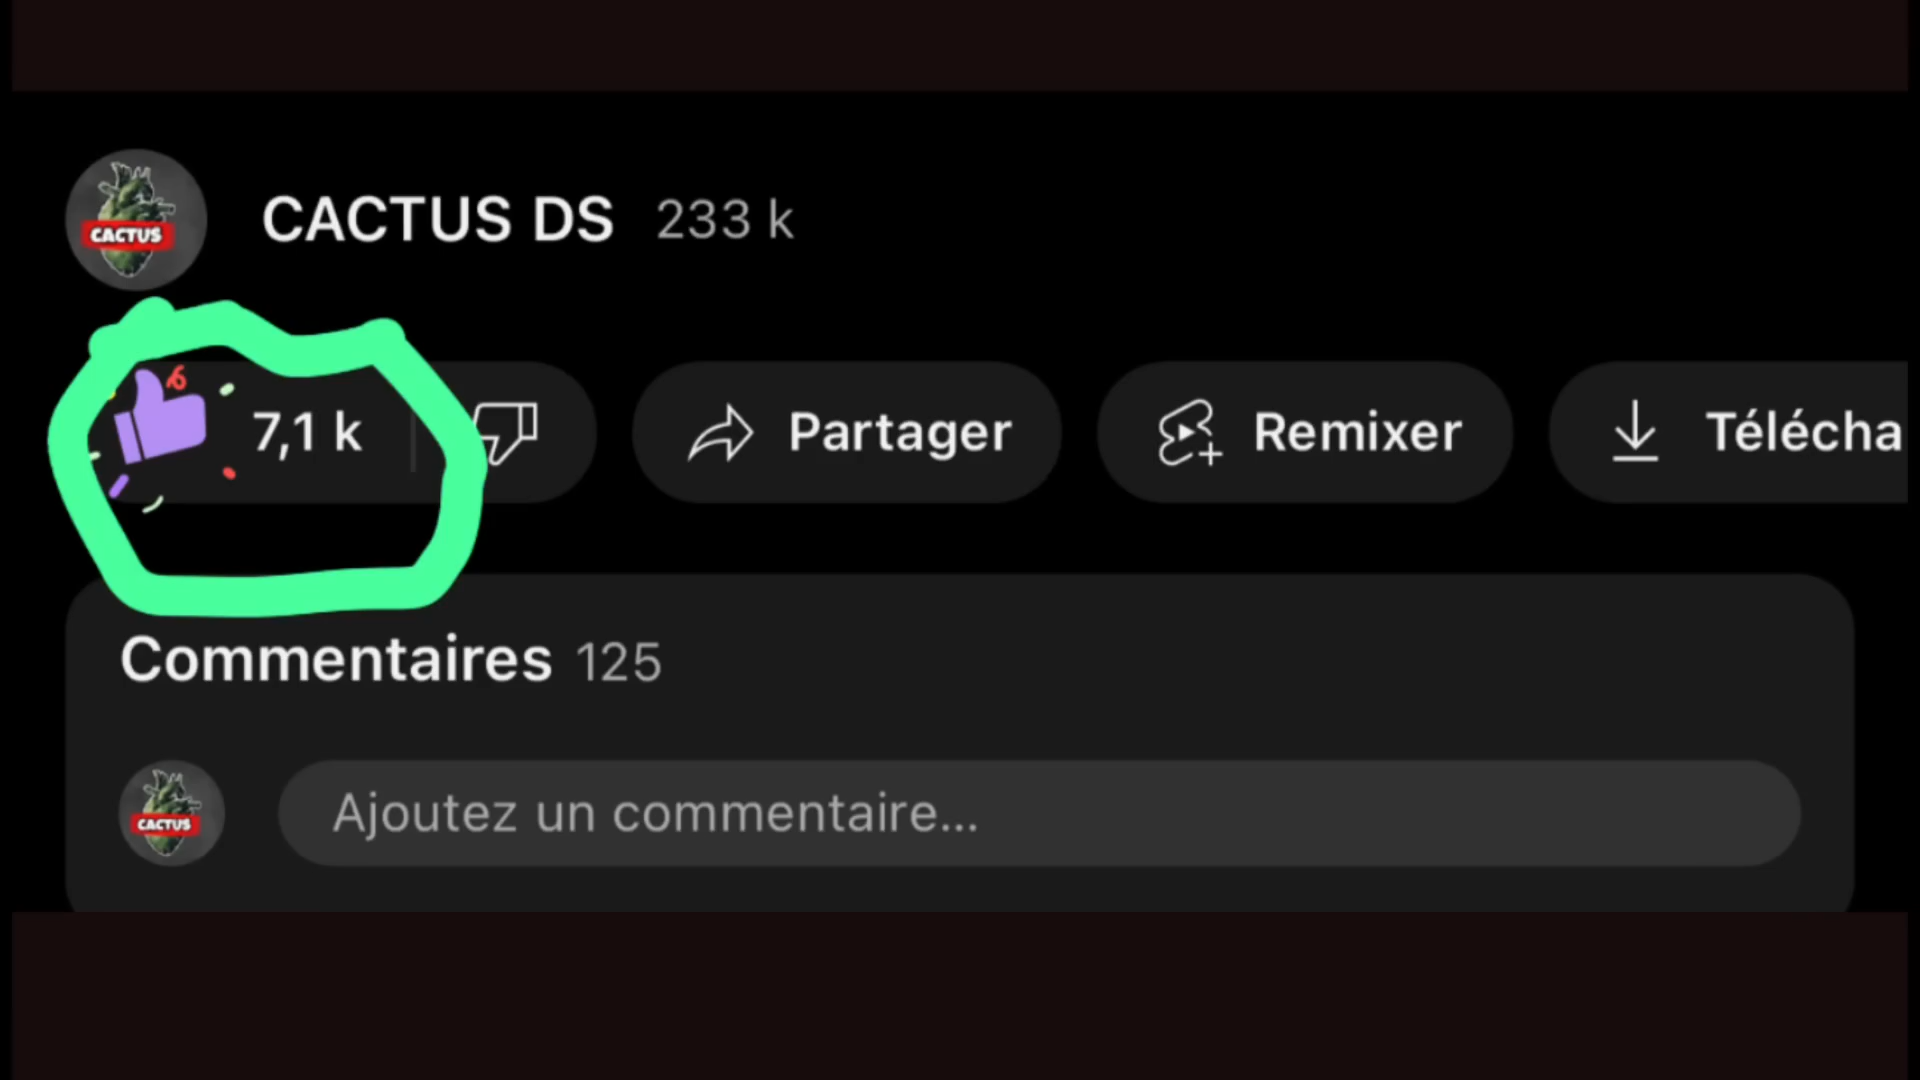 CACTUS
CACTUS DS 233 k
7,1 k
Partager
Remixer
Télécha
Commentaires 125
CACTUS
Ajoutez un commentaire...